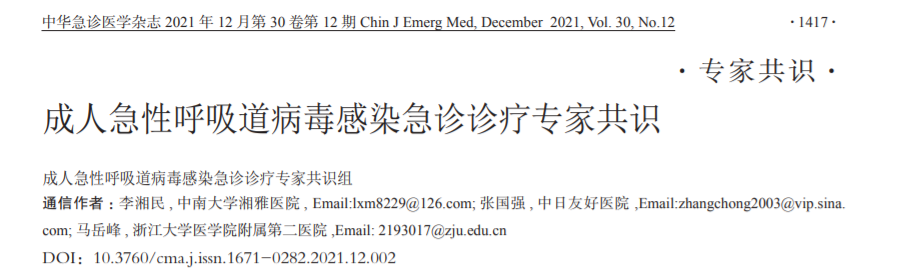 中华急诊医学杂志 2021 年 12 月第 30 卷第 12 期 Chin J Emerg Med, December 2021, Vol. 30, No.12 ·1417·
·专家共识·
成人急性呼吸道病毒感染急诊诊疗专家共识
成人急性呼吸道病毒感染急诊诊疗专家共识组
通信作者：李湘民，中南大学湘雅医院，Email:lxm8229@126.com; 张国强，中日友好医院，Email:zhangchong2003@vip.sina.
com; 马岳峰，浙江大学医学院附属第二医院，Email: 2193017@zju.edu.cn
DOI：10.3760/cma.j.issn.1671-0282.2021.12.002